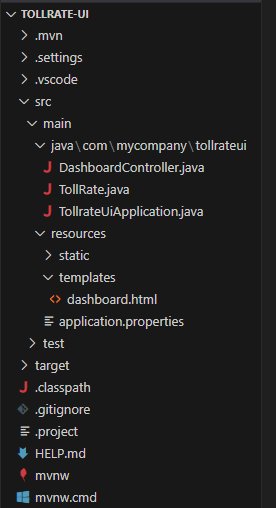 TOLLRATE-UI
.mvn
.settings
.vscode
src
main
java\com\mycompany\tollrateui
DashboardController.java
TollRate.java
TollrateUiApplication.java
resources
static
templates
dashboard.html
application.properties
test
target
.classpath
.gitignore
.project
HELP.md
mvnw
mvnw.cmd